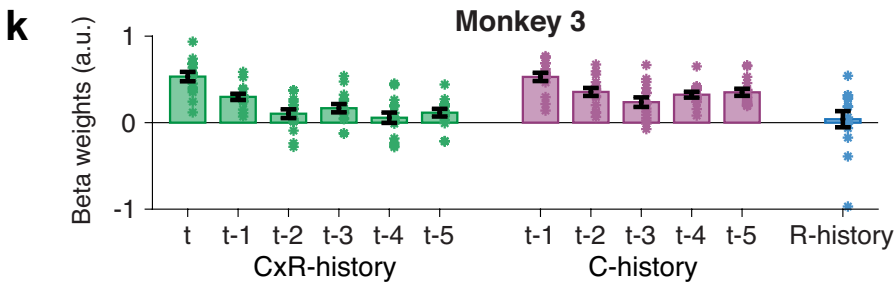 k
Monkey 3
Beta weights (a.u.)
1
0
-1
t t-1 t-2 t-3 t-4 t-5 t-1 t-2 t-3 t-4 t-5 R-history
CxR-history C-history